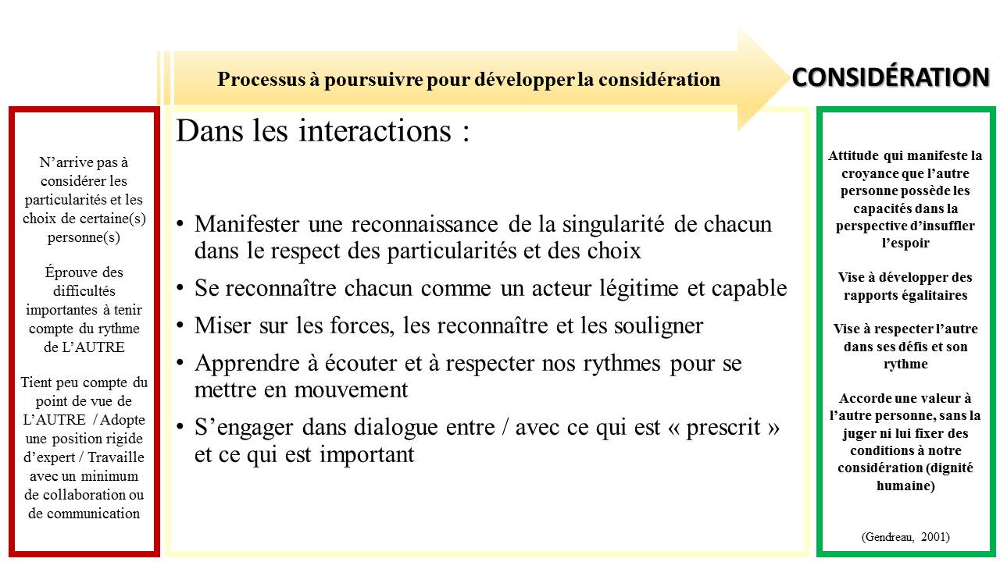 Processus à poursuivre pour développer la considération
CONSIDÉRATION
N’arrive pas à
considérer les
particularités et les
choix de certaine(s)
personne(s)
Éprouve des
difficultés
importantes à tenir
compte du rythme
de L’AUTRE
Tient peu compte du
point de vue de
L’AUTRE / Adopte
une position rigide
d’expert / Travaille
avec un minimum
de collaboration ou
de communication
Dans les interactions :
• Manifester une reconnaissance de la singularité de chacun
dans le respect des particularités et des choix
• Se reconnaître chacun comme un acteur légitime et capable
• Miser sur les forces, les reconnaître et les souligner
• Apprendre à écouter et à respecter nos rythmes pour se
mettre en mouvement
• S’engager dans dialogue entre / avec ce qui est « prescrit »
et ce qui est important
Attitude qui manifeste la
croyance que l’autre
personne possède les
capacités dans la
perspective d’insuffler
l’espoir
Vise à développer des
rapports égalitaires
Vise à respecter l’autre
dans ses défis et son
rythme
Accorde une valeur à
l’autre personne, sans la
juger ni lui fixer des
conditions à notre
considération (dignité
humaine)
(Gendreau, 2001)